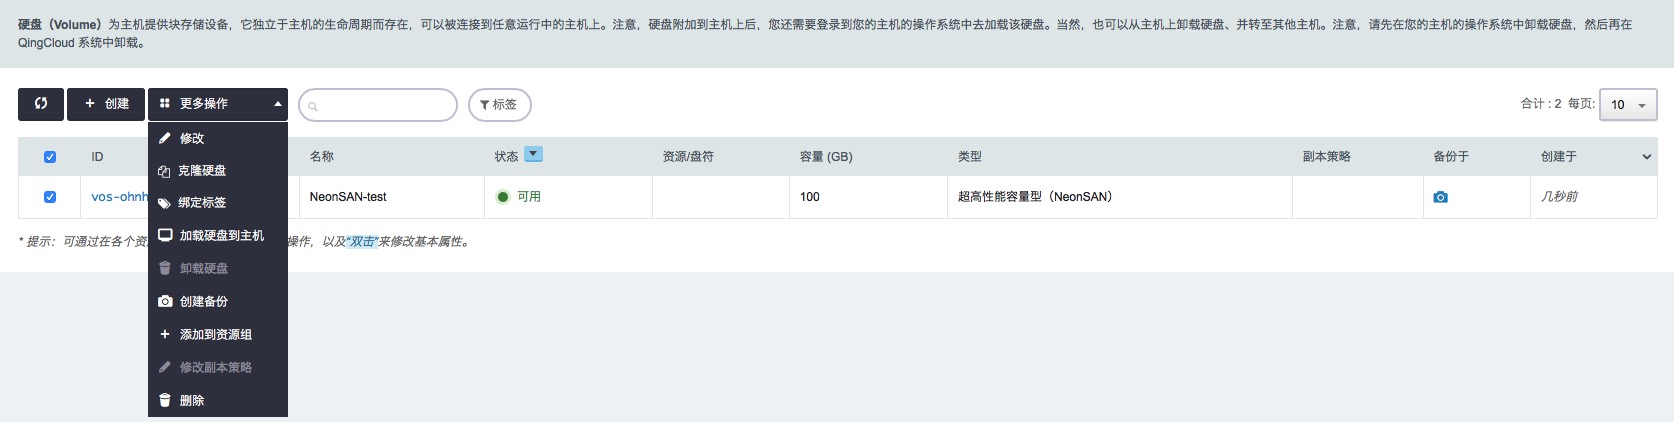 硬盘（Volume）为主机提供块存储设备，它独立于主机的生命周期而存在，可以被连接到任意运行中的主机上。注意，硬盘附加到主机上后，您还需要登录到您的主机的操作系统中去加载该硬盘。当然，也可以从主机上卸载硬盘、并转至其他主机。注意，请先在您的主机的操作系统中卸载硬盘，然后再在
QingCloud 系统中卸载。
创建 更多操作 标签 合计：2 每页: 10
修改
ID 名称 状态 资源/盘符 容量 (GB) 类型 副本策略 备份于 创建于
克隆硬盘
vos-ohnh NeonSAN-test 可用 100 超高性能容量型（NeonSAN） 几秒前
绑定标签
加载硬盘到主机
* 提示：可通过在各个资 操作，以及“双击”来修改基本属性。
卸载硬盘
创建备份
添加到资源组
修改副本策略
删除